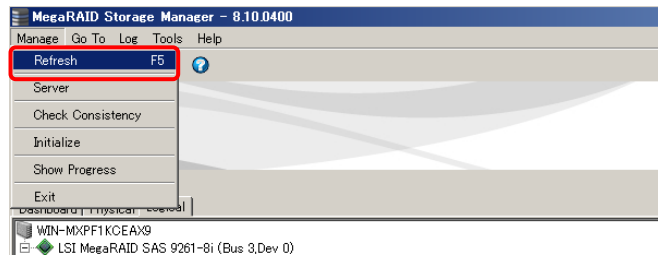 MegaRAID Storage Manager - 8.10.0400
Manage Go To Log Tools Help
Refresh F5
Server
Check Consistency
Initialize
Show Progress
Exit
Dashboard Physical Logical
WIN-MXPF1KCEAX9
LSI MegaRAID SAS 9261-8i (Bus 3,Dev 0)